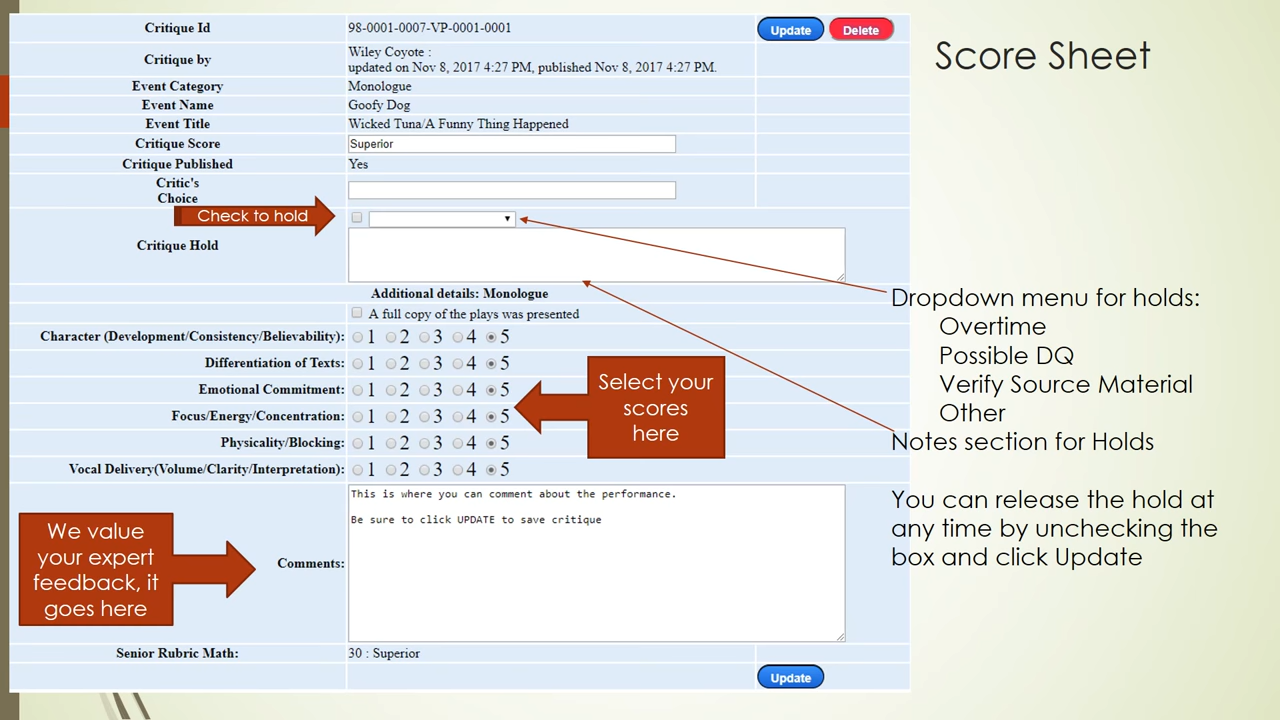 Score Sheet
Critique Id 98-0001-0007-VP-0001-0001 Update Delete
Critique by Wiley Coyote :
updated on Nov 8, 2017 4:27 PM, published Nov 8, 2017 4:27 PM.
Event Category Monologue
Event Name Goofy Dog
Event Title Wicked Tuna/A Funny Thing Happened
Critique Score Superior
Critique Published Yes
Critic's
Choice
Check to hold
Critique Hold
Additional details: Monologue
A full copy of the plays was presented
Character (Development/Consistency/Believability): 1 2 3 4 5
Differentiation of Texts: 1 2 3 4 5
Emotional Commitment: 1 2 3 4 5
Focus/Energy/Concentration: 1 2 3 4 5
Physicality/Blocking: 1 2 3 4 5
Vocal Delivery(Volume/Clarity/Interpretation): 1 2 3 4 5
Select your
scores
here
This is where you can comment about the performance.
Be sure to click UPDATE to save critique
Comments:
We value
your expert
feedback, it
goes here
Senior Rubric Math: 30 : Superior
Update
Dropdown menu for holds:
Overtime
Possible DQ
Verify Source Material
Other
Notes section for Holds
You can release the hold at
any time by unchecking the
box and click Update